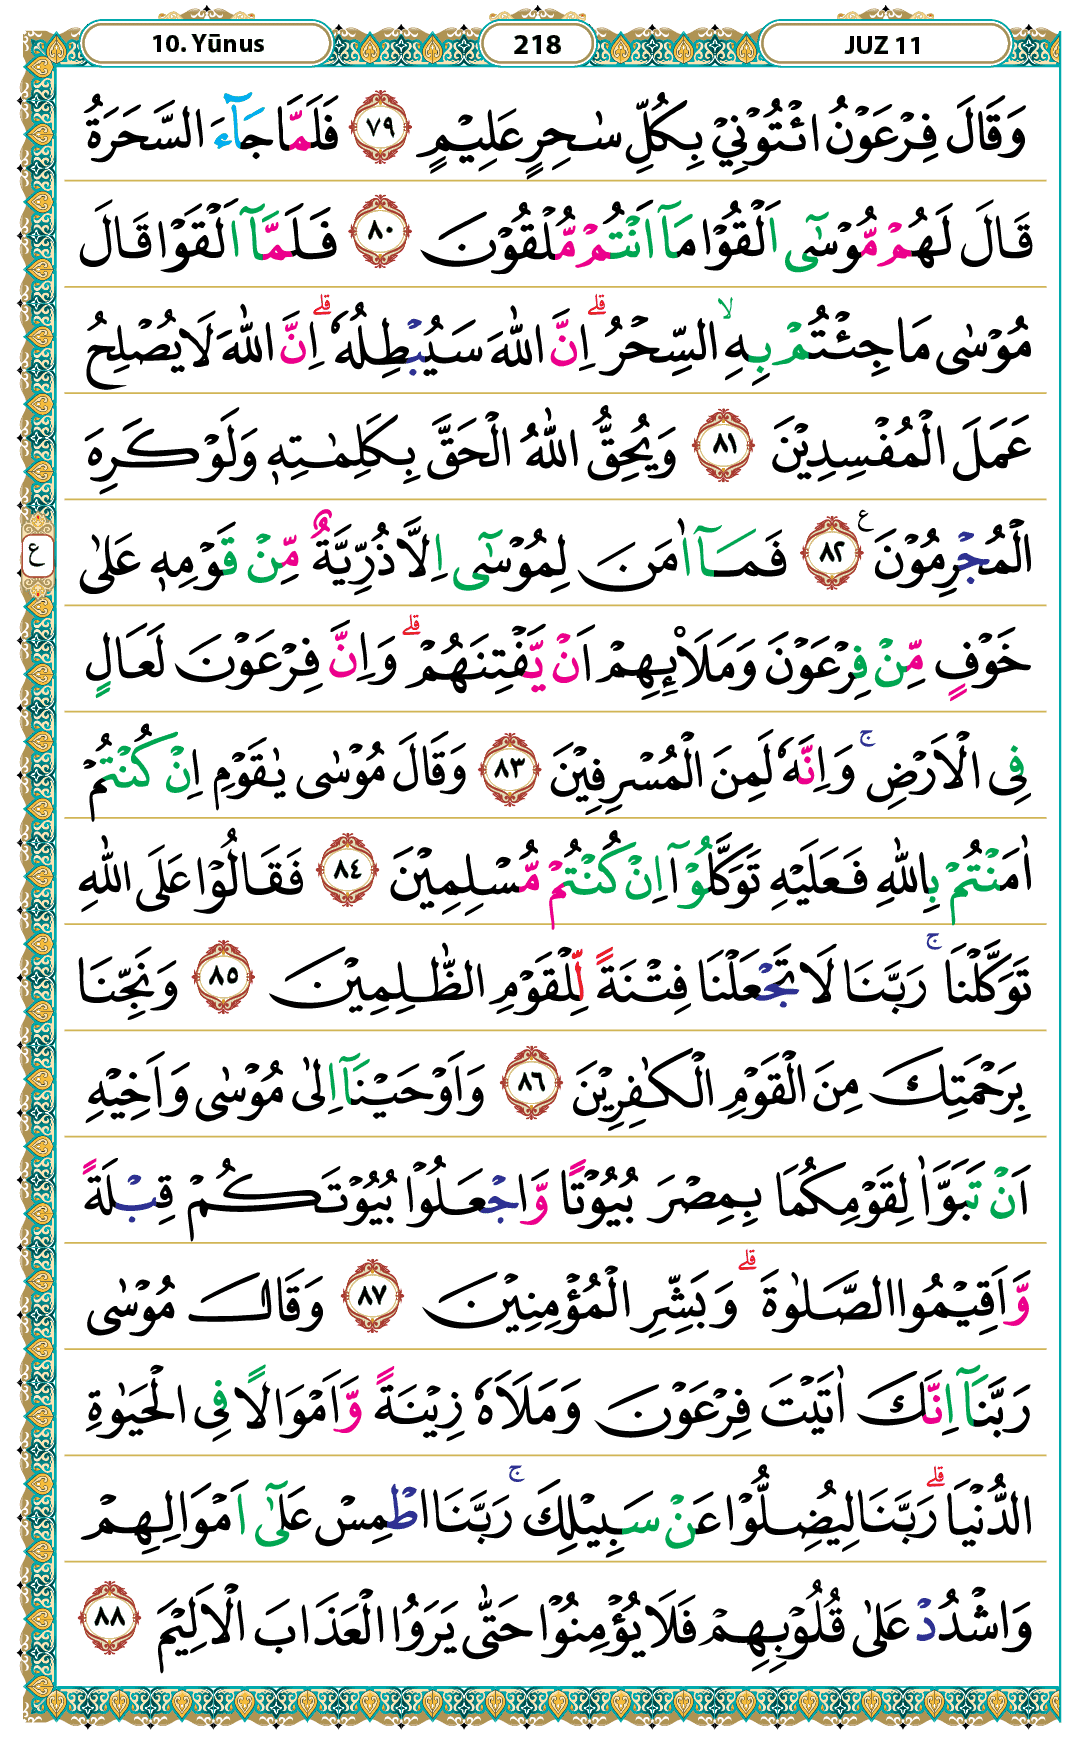 10. Yūnus 218 JUZ 11
وَقَالَ فِرْعَوْنُ ائْتُوْنِيْ بِكُلِّ سٰحِرٍ عَلِيْمٍ ٧٩ فَلَمَّا جَآءَ السَّحَرَةُ
قَالَ لَهُمْ مُّوْسٰٓى اَلْقُوْا مَآ اَنْتُمْ مُّلْقُوْنَ ٨٠ فَلَمَّآ اَلْقَوْا قَالَ
مُوْسٰى مَا جِئْتُمْ بِهِ ۙ السِّحْرُ ۗ اِنَّ اللّٰهَ سَيُبْطِلُهٗ ۗ اِنَّ اللّٰهَ لَا يُصْلِحُ
عَمَلَ الْمُفْسِدِيْنَ ٨١ وَيُحِقُّ اللّٰهُ الْحَقَّ بِكَلِمٰتِهٖ وَلَوْ كَرِهَ
الْمُجْرِمُوْنَ ࣖ ٨٢ فَمَآ اٰمَنَ لِمُوْسٰٓى اِلَّا ذُرِّيَّةٌ مِّنْ قَوْمِهٖ عَلٰى
ع
خَوْفٍ مِّنْ فِرْعَوْنَ وَمَلَا۟ئِهِمْ اَنْ يَّفْتِنَهُمْ ۗ وَاِنَّ فِرْعَوْنَ لَعَالٍ
فِى الْاَرْضِ ۚ وَاِنَّهٗ لَمِنَ الْمُسْرِفِيْنَ ٨٣ وَقَالَ مُوْسٰى يٰقَوْمِ اِنْ كُنْتُمْ
اٰمَنْتُمْ بِاللّٰهِ فَعَلَيْهِ تَوَكَّلُوْٓا اِنْ كُنْتُمْ مُّسْلِمِيْنَ ٨٤ فَقَالُوْا عَلَى اللّٰهِ
تَوَكَّلْنَا ۚ رَبَّنَا لَا تَجْعَلْنَا فِتْنَةً لِّلْقَوْمِ الظّٰلِمِيْنَ ٨٥ وَنَجِّنَا
بِرَحْمَتِكَ مِنَ الْقَوْمِ الْكٰفِرِيْنَ ٨٦ وَاَوْحَيْنَآ اِلٰى مُوْسٰى وَاَخِيْهِ
اَنْ تَبَوَّاٰ لِقَوْمِكُمَا بِمِصْرَ بُيُوْتًا وَّاجْعَلُوْا بُيُوْتَكُمْ قِبْلَةً
وَّاَقِيْمُوا الصَّلٰوةَ ۗ وَبَشِّرِ الْمُؤْمِنِيْنَ ٨٧ وَقَالَ مُوْسٰى
رَبَّنَآ اِنَّكَ اٰتَيْتَ فِرْعَوْنَ وَمَلَاَهٗ زِيْنَةً وَّاَمْوَالًا فِى الْحَيٰوةِ
الدُّنْيَا ۗ رَبَّنَا لِيُضِلُّوْا عَنْ سَبِيْلِكَ ۚ رَبَّنَا اطْمِسْ عَلٰٓى اَمْوَالِهِمْ
وَاشْدُدْ عَلٰى قُلُوْبِهِمْ فَلَا يُؤْمِنُوْا حَتّٰى يَرَوُا الْعَذَابَ الْاَلِيْمَ ٨٨